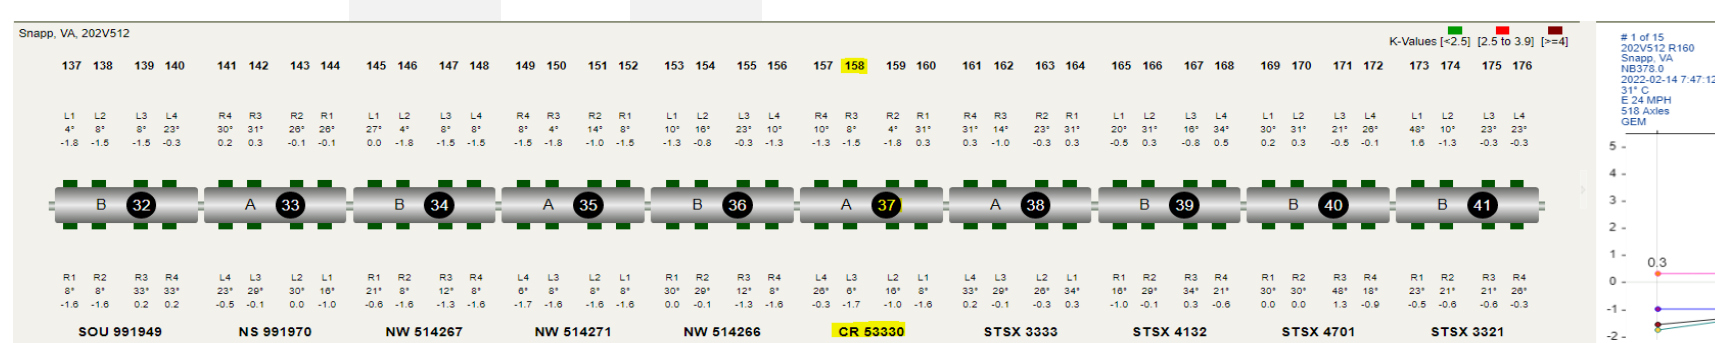 Snapp, VA, 202V512
K-Values [<2.5] [2.5 to 3.9] [>=4]
137 138 139 140 141 142 143 144 145 146 147 148 149 150 151 152 153 154 155 156 157 158 159 160 161 162 163 164 165 166 167 168 169 170 171 172 173 174 175 176
L1 L2 L3 L4 R4 R3 R2 R1 L1 L2 L3 L4 R4 R3 R2 R1 L1 L2 L3 L4 R4 R3 R2 R1 R4 R3 R2 R1 L1 L2 L3 L4 L1 L2 L3 L4 L1 L2 L3 L4
4° 8° 8° 23° 30° 31° 26° 26° 27° 4° 8° 8° 8° 4° 14° 8° 10° 16° 23° 10° 10° 8° 4° 31° 31° 14° 23° 31° 20° 31° 16° 34° 30° 31° 21° 26° 48° 10° 23° 23°
-1.8 -1.5 -1.5 -0.3 0.2 0.3 -0.1 -0.1 0.0 -1.8 -1.5 -1.5 -1.5 -1.8 -1.0 -1.5 -1.3 -0.8 -0.3 -1.3 -1.3 -1.5 -1.8 0.3 0.3 -1.0 -0.3 0.3 -0.5 0.3 -0.8 0.5 0.2 0.3 -0.5 -0.1 1.6 -1.3 -0.3 -0.3
B 32 A 33 B 34 A 35 B 36 A 37 A 38 B 39 B 40 B 41
R1 R2 R3 R4 L4 L3 L2 L1 R1 R2 R3 R4 L4 L3 L2 L1 R1 R2 R3 R4 L4 L3 L2 L1 L4 L3 L2 L1 R1 R2 R3 R4 R1 R2 R3 R4 R1 R2 R3 R4
8° 8° 33° 33° 23° 29° 30° 16° 21° 8° 12° 8° 6° 8° 8° 8° 30° 29° 12° 8° 26° 6° 16° 8° 33° 29° 26° 34° 16° 29° 34° 21° 30° 30° 48° 18° 23° 21° 21° 26°
-1.6 -1.6 0.2 0.2 -0.5 -0.1 0.0 -1.0 -0.6 -1.6 -1.3 -1.6 -1.7 -1.6 -1.6 -1.6 0.0 -0.1 -1.3 -1.6 -0.3 -1.7 -1.0 -1.6 0.2 -0.1 -0.3 0.3 -1.0 -0.1 0.3 -0.6 0.0 0.0 1.3 -0.9 -0.5 -0.6 -0.6 -0.3
SOU 991949 NS 991970 NW 514267 NW 514271 NW 514266 CR 53330 STSX 3333 STSX 4132 STSX 4701 STSX 3321
# 1 of 15
202V512 R160
Snapp, VA
NB378.0
2022-02-14 7:47:12
31° C
E 24 MPH
518 Axles
GEM
5 -
4 -
3 -
2 -
1 -
0.3
0 -
-1 -
-2 -